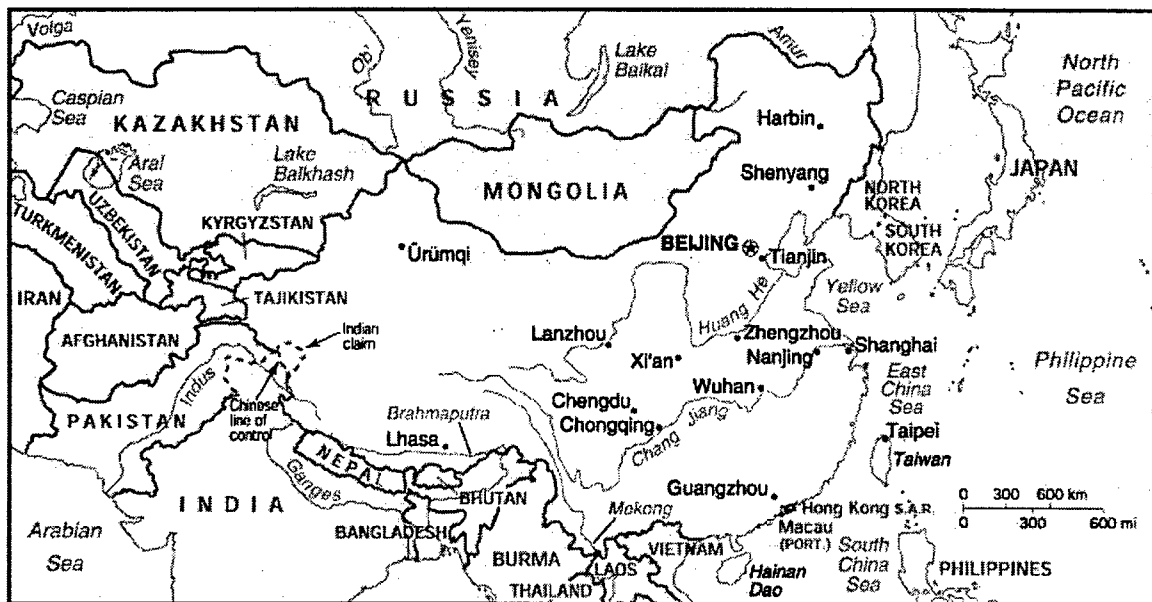 Volga
Ob'
Yenisey
Lake
Baikal
Amur
North
Pacific
Ocean
RUSSIA
Caspian
Sea
KAZAKHSTAN
Harbin
Aral
Sea
Lake
Balkhash
MONGOLIA
Shenyang
JAPAN
NORTH
KOREA
UZBEKISTAN
TURKMENISTAN
KYRGYZSTAN
BEIJING
SOUTH
KOREA
Ürümqi
Tianjin
IRAN
TAJIKISTAN
Yellow
Sea
Huang He
AFGHANISTAN
Indian
claim
Lanzhou
Zhengzhou
Xi'an
Nanjing
Shanghai
Philippine
Sea
Indus
Chinese
line of
control
Wuhan
East
China
Sea
PAKISTAN
Brahmaputra
Chengdu
Chongqing
Chang Jiang
Lhasa
Taipei
Taiwan
NEPAL
Ganges
INDIA
BHUTAN
Guangzhou
0 300 600 km
0 300 600 mi
Hong Kong S.A.R.
Macau
(PORT.)
Mekong
BANGLADESH
Arabian
Sea
BURMA
VIETNAM
LAOS
South
China
Sea
Hainan
Dao
PHILIPPINES
THAILAND